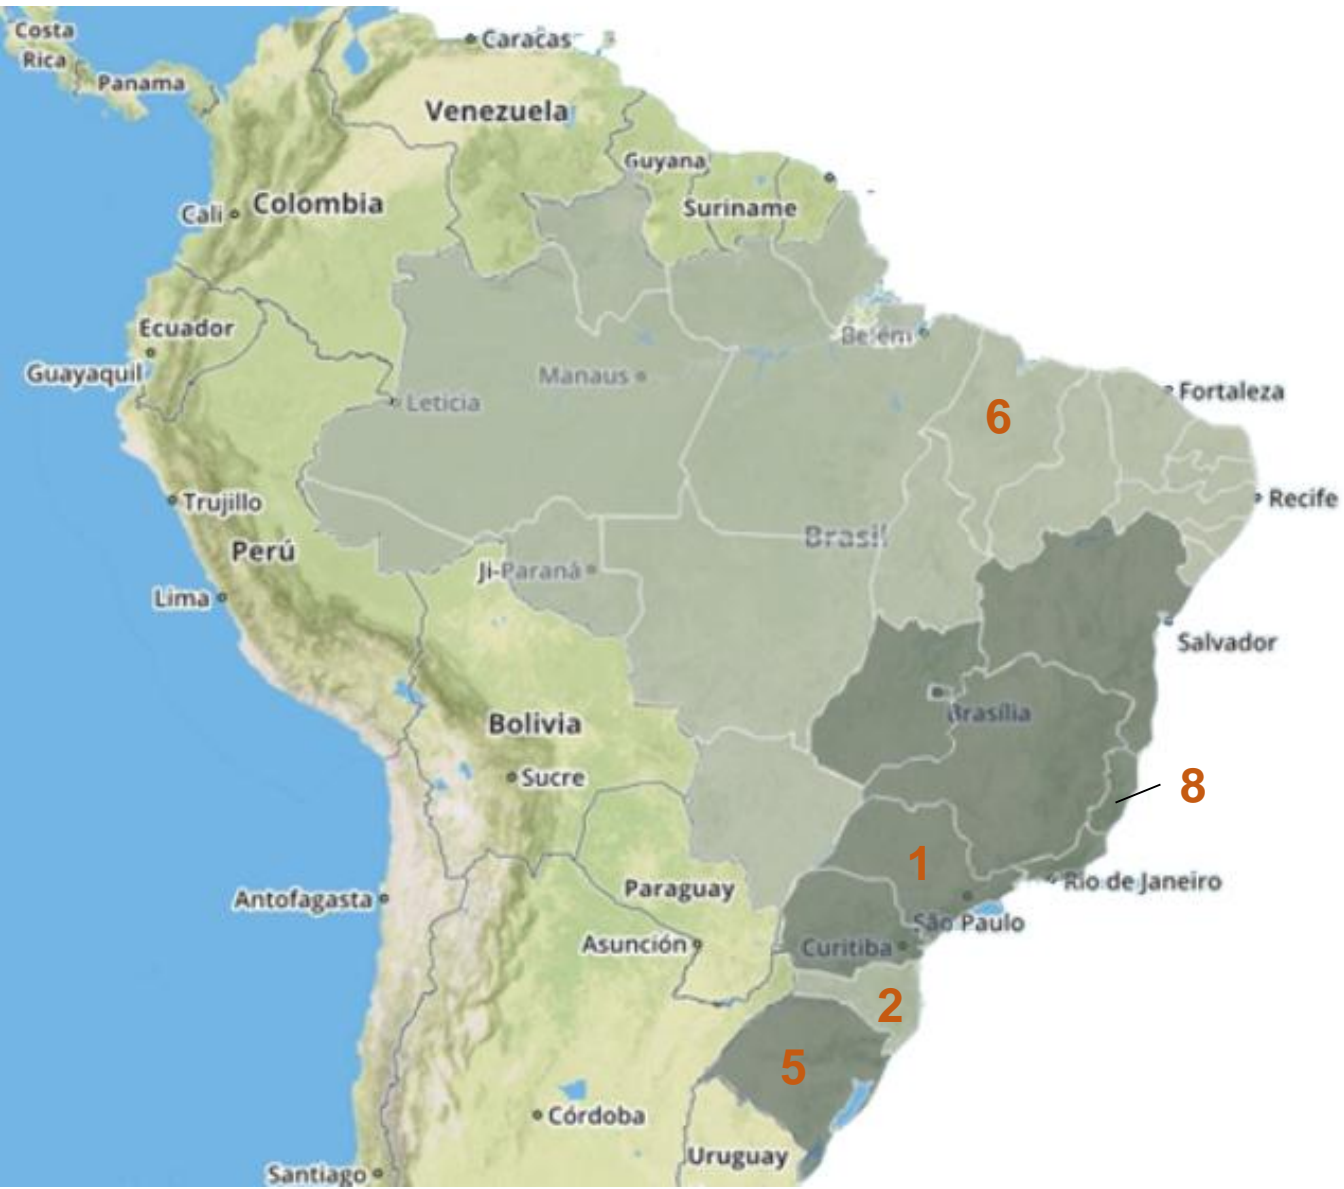 Costa
Rica
Panama
Caracas
Venezuela
Guyana
Suriname
Cali
Colombia
Ecuador
Guayaquil
Belém
Manaus
Leticia
6
Fortaleza
Recife
Trujillo
Perú
Brasil
Ji-Paraná
Lima
Salvador
Bolivia
Brasília
Sucre
8
1
Paraguay
Rio de Janeiro
Antofagasta
São Paulo
Asunción
Curitiba
2
5
Córdoba
Uruguay
Santiago